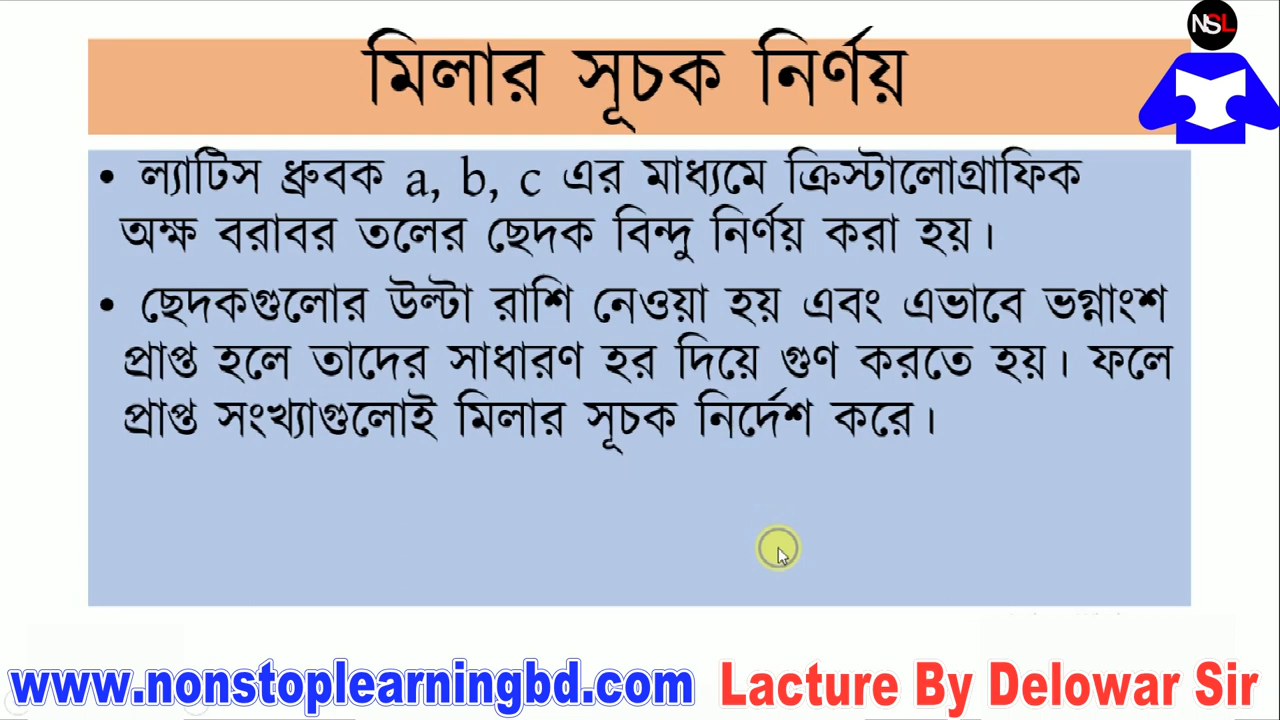 NSL
মিলার সূচক নির্ণয়
• ল্যাটিস ধ্রুবক a, b, c এর মাধ্যমে ক্রিস্টালোগ্রাফিক
অক্ষ বরাবর তলের ছেদক বিন্দু নির্ণয় করা হয়।
• ছেদকগুলোর উল্টা রাশি নেওয়া হয় এবং এভাবে ভগ্নাংশ
প্রাপ্ত হলে তাদের সাধারণ হর দিয়ে গুণ করতে হয়। ফলে
প্রাপ্ত সংখ্যাগুলোই মিলার সূচক নির্দেশ করে।
www.nonstoplearningbd.com Lacture By Delowar Sir